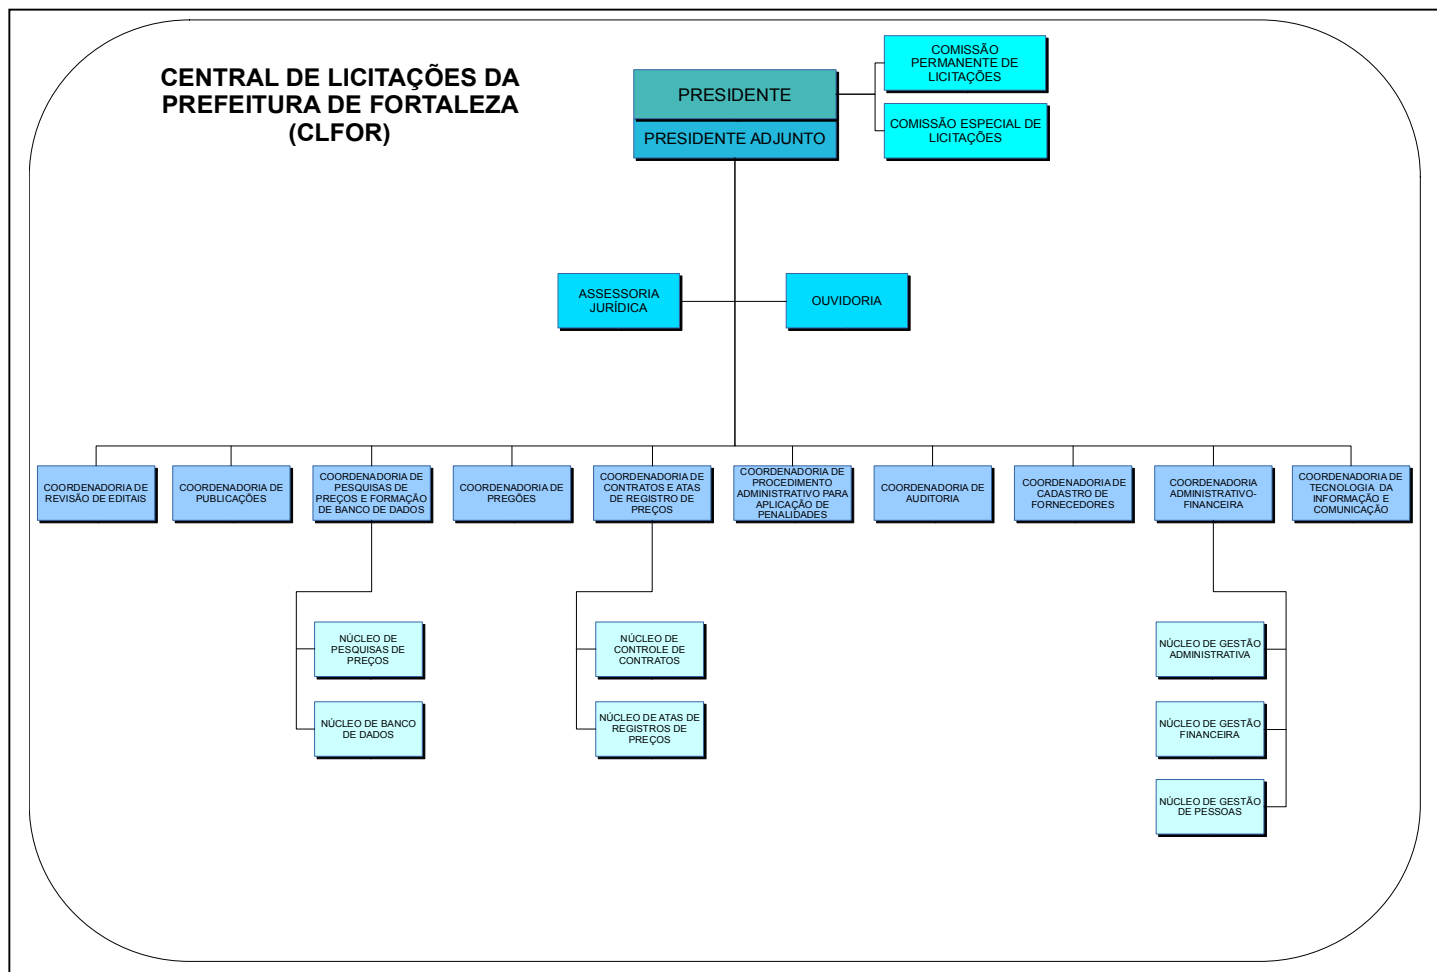 CENTRAL DE LICITAÇÕES DA
PREFEITURA DE FORTALEZA
(CLFOR)
PRESIDENTE
PRESIDENTE ADJUNTO
COMISSÃO
PERMANENTE DE
LICITAÇÕES
COMISSÃO ESPECIAL DE
LICITAÇÕES
ASSESSORIA
JURÍDICA
OUVIDORIA
COORDENADORIA DE
REVISÃO DE EDITAIS
COORDENADORIA DE
PUBLICAÇÕES
COORDENADORIA DE
PESQUISAS DE
PREÇOS E FORMAÇÃO
DE BANCO DE DADOS
COORDENADORIA DE
PREGÕES
COORDENADORIA DE
CONTRATOS E ATAS
DE REGISTRO DE
PREÇOS
COORDENADORIA DE
PROCEDIMENTO
ADMINISTRATIVO PARA
APLICAÇÃO DE
PENALIDADES
COORDENADORIA DE
AUDITORIA
COORDENADORIA DE
CADASTRO DE
FORNECEDORES
COORDENADORIA
ADMINISTRATIVO-
FINANCEIRA
COORDENADORIA DE
TECNOLOGIA DA
INFORMAÇÃO E
COMUNICAÇÃO
NÚCLEO DE
PESQUISAS DE
PREÇOS
NÚCLEO DE BANCO
DE DADOS
NÚCLEO DE
CONTROLE DE
CONTRATOS
NÚCLEO DE ATAS DE
REGISTROS DE
PREÇOS
NÚCLEO DE GESTÃO
ADMINISTRATIVA
NÚCLEO DE GESTÃO
FINANCEIRA
NÚCLEO DE GESTÃO
DE PESSOAS